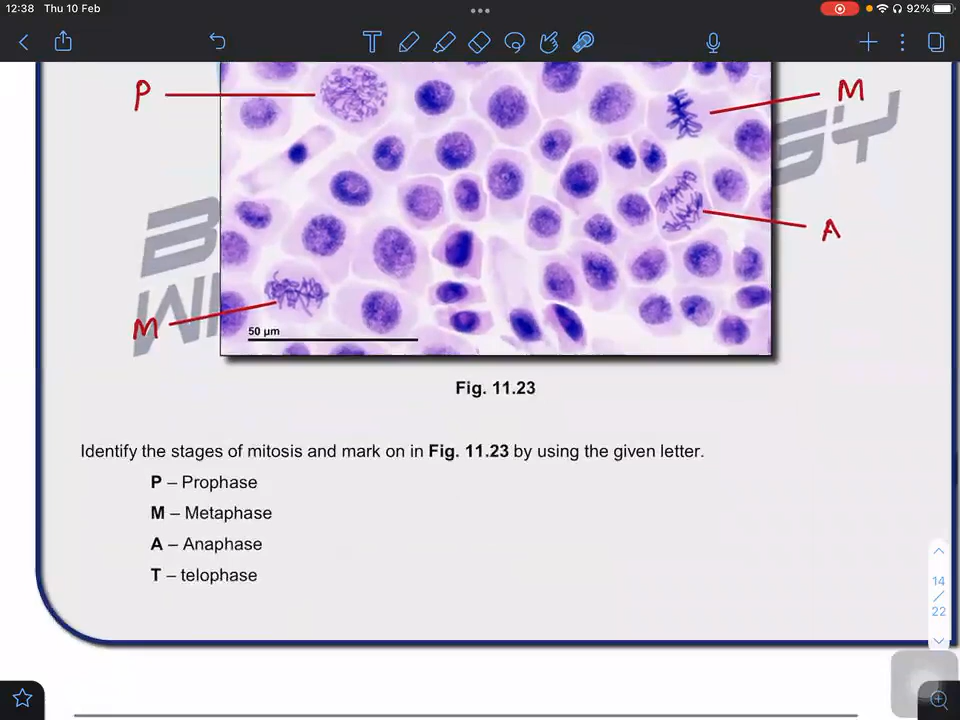 12:38 Thu 10 Feb
92%
P
M
A
M
50 µm
Fig. 11.23
Identify the stages of mitosis and mark on in Fig. 11.23 by using the given letter.
P – Prophase
M – Metaphase
A – Anaphase
T – telophase
14
/
22